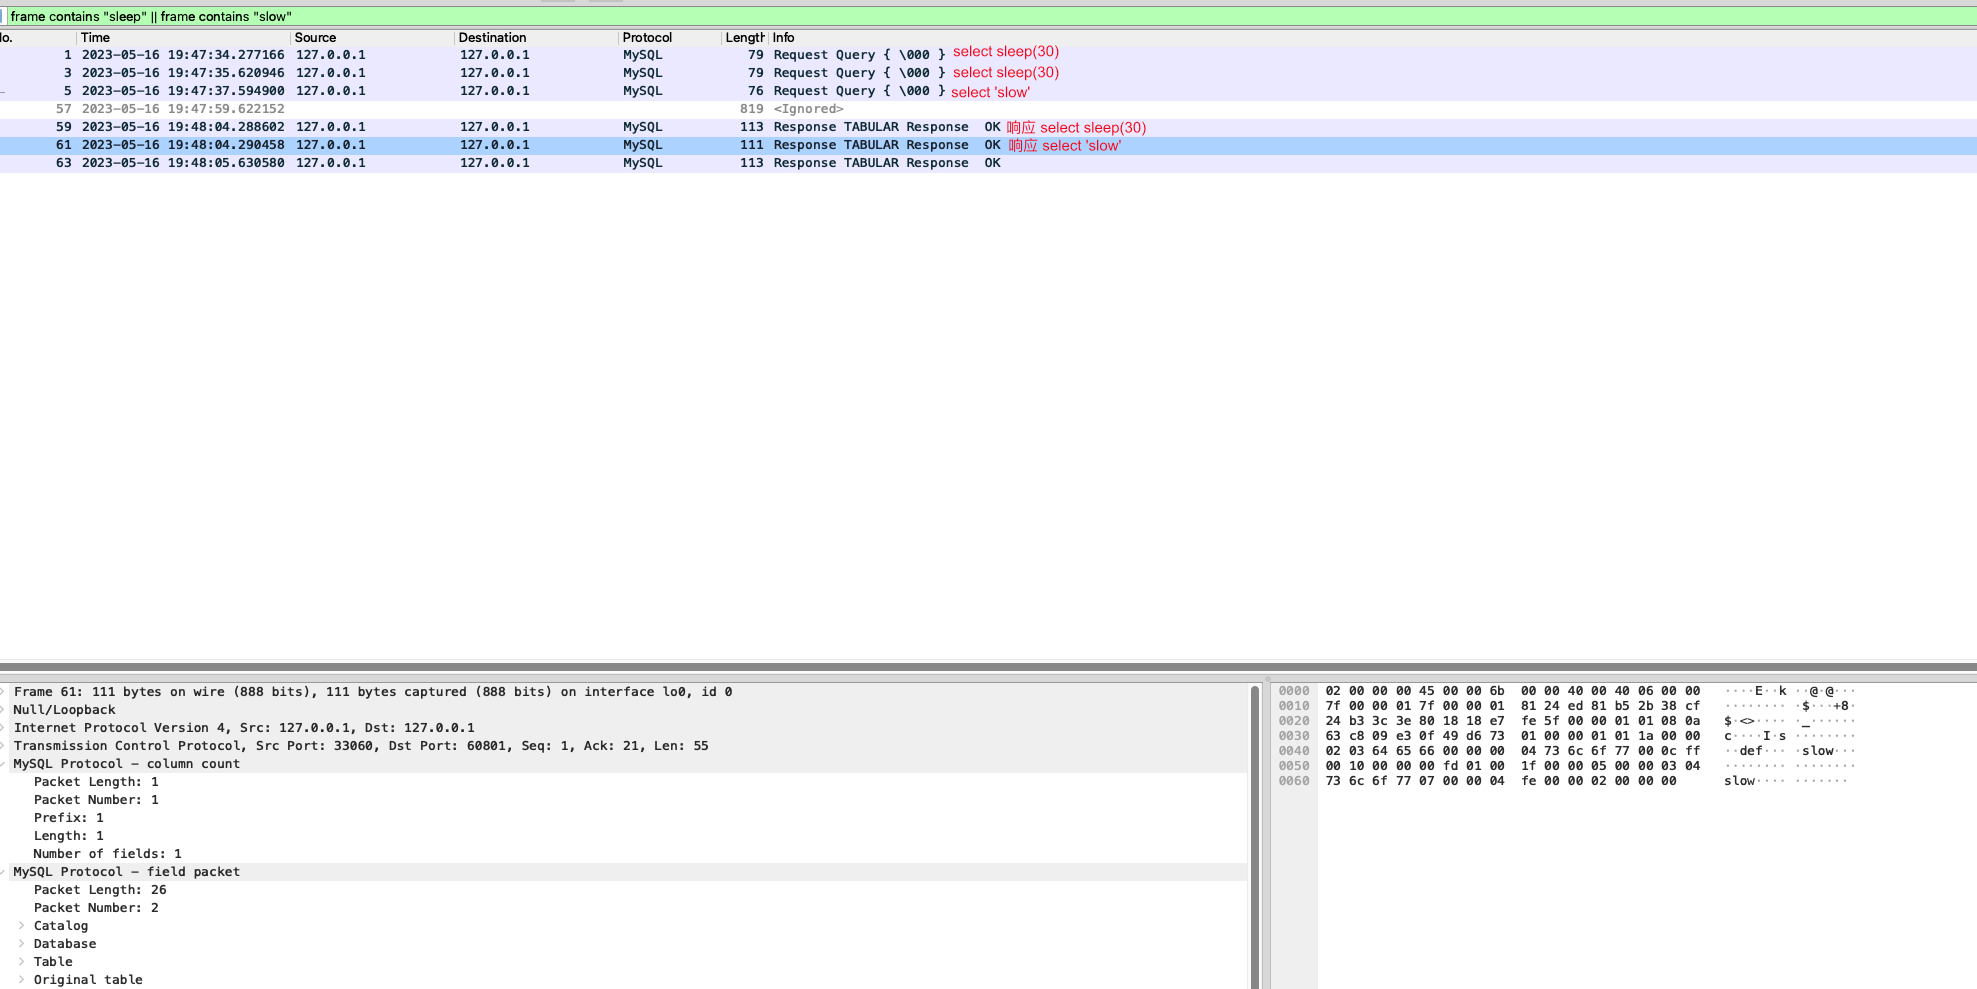 frame contains "sleep" || frame contains "slow"
No. Time Source Destination Protocol Length Info
1 2023-05-16 19:47:34.277166 127.0.0.1 127.0.0.1 MySQL 79 Request Query { \000 } select sleep(30)
3 2023-05-16 19:47:35.620946 127.0.0.1 127.0.0.1 MySQL 79 Request Query { \000 } select sleep(30)
5 2023-05-16 19:47:37.594900 127.0.0.1 127.0.0.1 MySQL 76 Request Query { \000 } select 'slow'
57 2023-05-16 19:47:59.622152 819 <Ignored>
59 2023-05-16 19:48:04.288602 127.0.0.1 127.0.0.1 MySQL 113 Response TABULAR Response OK 响应 select sleep(30)
61 2023-05-16 19:48:04.290458 127.0.0.1 127.0.0.1 MySQL 111 Response TABULAR Response OK 响应 select 'slow'
63 2023-05-16 19:48:05.630580 127.0.0.1 127.0.0.1 MySQL 113 Response TABULAR Response OK
Frame 61: 111 bytes on wire (888 bits), 111 bytes captured (888 bits) on interface lo0, id 0
Null/Loopback
Internet Protocol Version 4, Src: 127.0.0.1, Dst: 127.0.0.1
Transmission Control Protocol, Src Port: 33060, Dst Port: 60801, Seq: 1, Ack: 21, Len: 55
MySQL Protocol – column count
Packet Length: 1
Packet Number: 1
Prefix: 1
Length: 1
Number of fields: 1
MySQL Protocol – field packet
Packet Length: 26
Packet Number: 2
Catalog
Database
Table
Original table
0000 02 00 00 00 45 00 00 6b 00 00 40 00 40 06 00 00 ····E··k ··@·@···
0010 7f 00 00 01 7f 00 00 01 81 24 ed 81 b5 2b 38 cf ········ ·$···+8·
0020 24 b3 3c 3e 80 18 18 e7 fe 5f 00 00 01 01 08 0a $·<>···· ·_······
0030 63 c8 09 e3 0f 49 d6 73 01 00 00 01 01 1a 00 00 c····I·s ········
0040 02 03 64 65 66 00 00 00 04 73 6c 6f 77 00 0c ff ··def··· ·slow···
0050 00 10 00 00 00 fd 01 00 1f 00 00 05 00 00 03 04 ········ ········
0060 73 6c 6f 77 07 00 00 04 fe 00 00 02 00 00 00 slow···· ·······